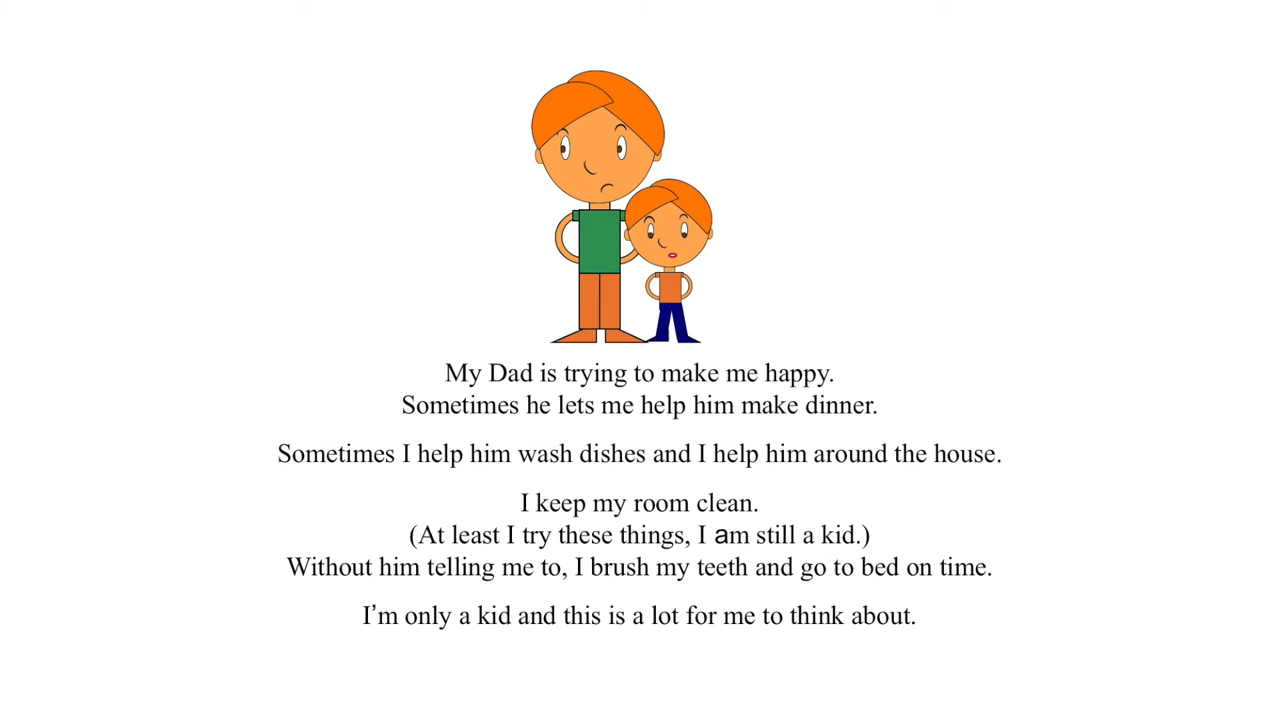 My Dad is trying to make me happy.
Sometimes he lets me help him make dinner.
Sometimes I help him wash dishes and I help him around the house.
I keep my room clean.
(At least I try these things, I am still a kid.)
Without him telling me to, I brush my teeth and go to bed on time.
I'm only a kid and this is a lot for me to think about.